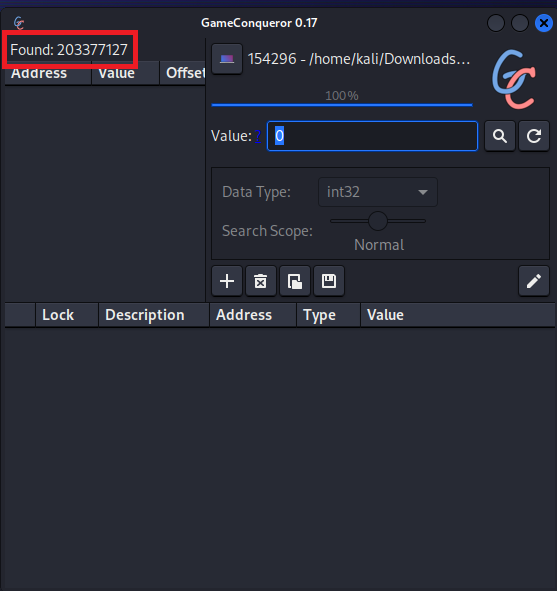 GameConqueror 0.17
Found: 203377127
Address Value Offset
154296 - /home/kali/Downloads...
100%
Value: ? 0
Data Type: int32
Search Scope:
Normal
Lock Description Address Type Value